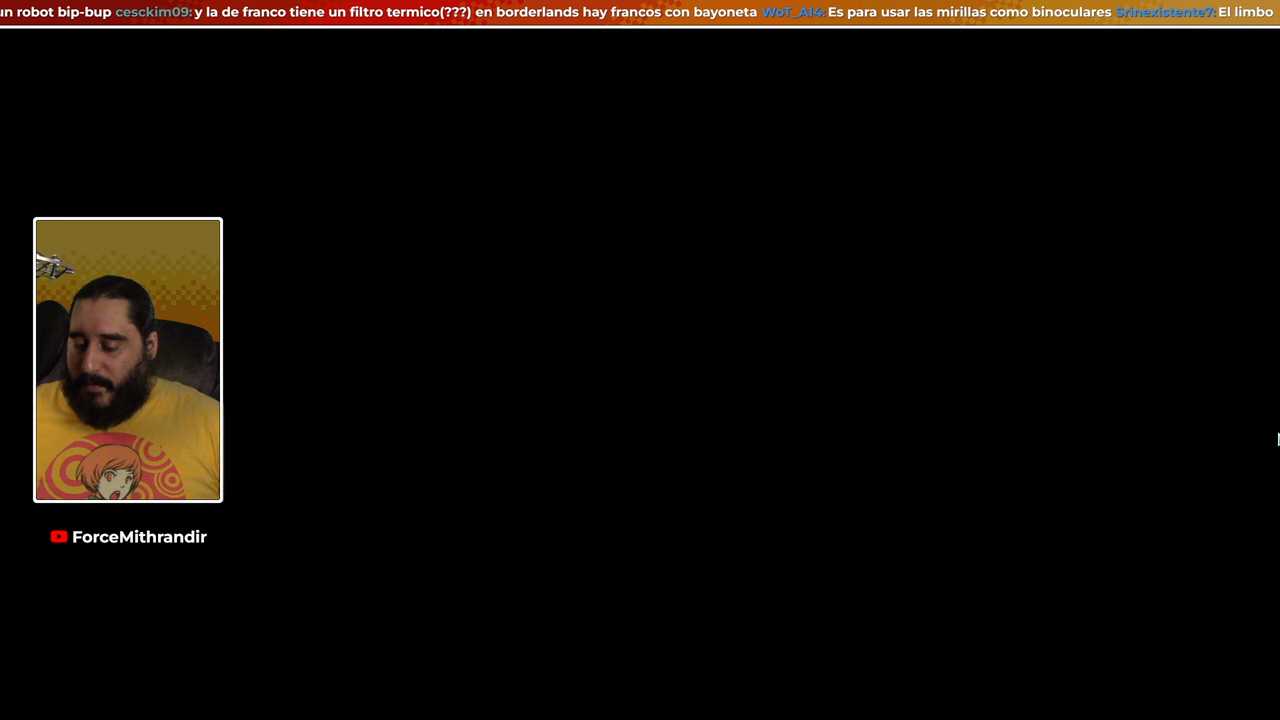 un robot bip-bup cesckim09: y la de franco tiene un filtro termico(???) en borderlands hay francos con bayoneta WoT_A14: Es para usar las mirillas como binoculares Srinexistente7: El limbo
ForceMithrandir